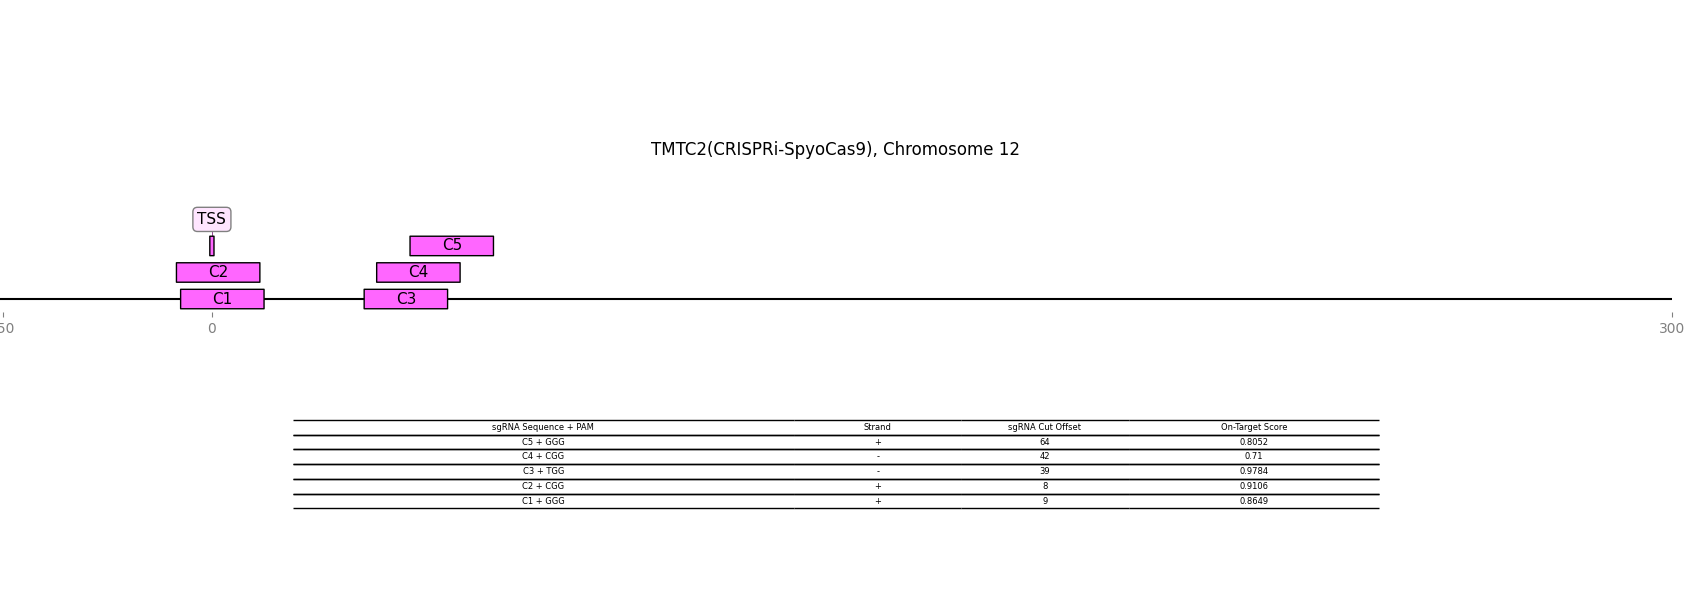 TMTC2(CRISPRi-SpyoCas9), Chromosome 12
TSS
C5
C2 C4
C1 C3
50 0 300
sgRNA Sequence + PAM Strand sgRNA Cut Offset On-Target Score
C5 + GGG + 64 0.8052
C4 + CGG - 42 0.71
C3 + TGG - 39 0.9784
C2 + CGG + 8 0.9106
C1 + GGG + 9 0.8649